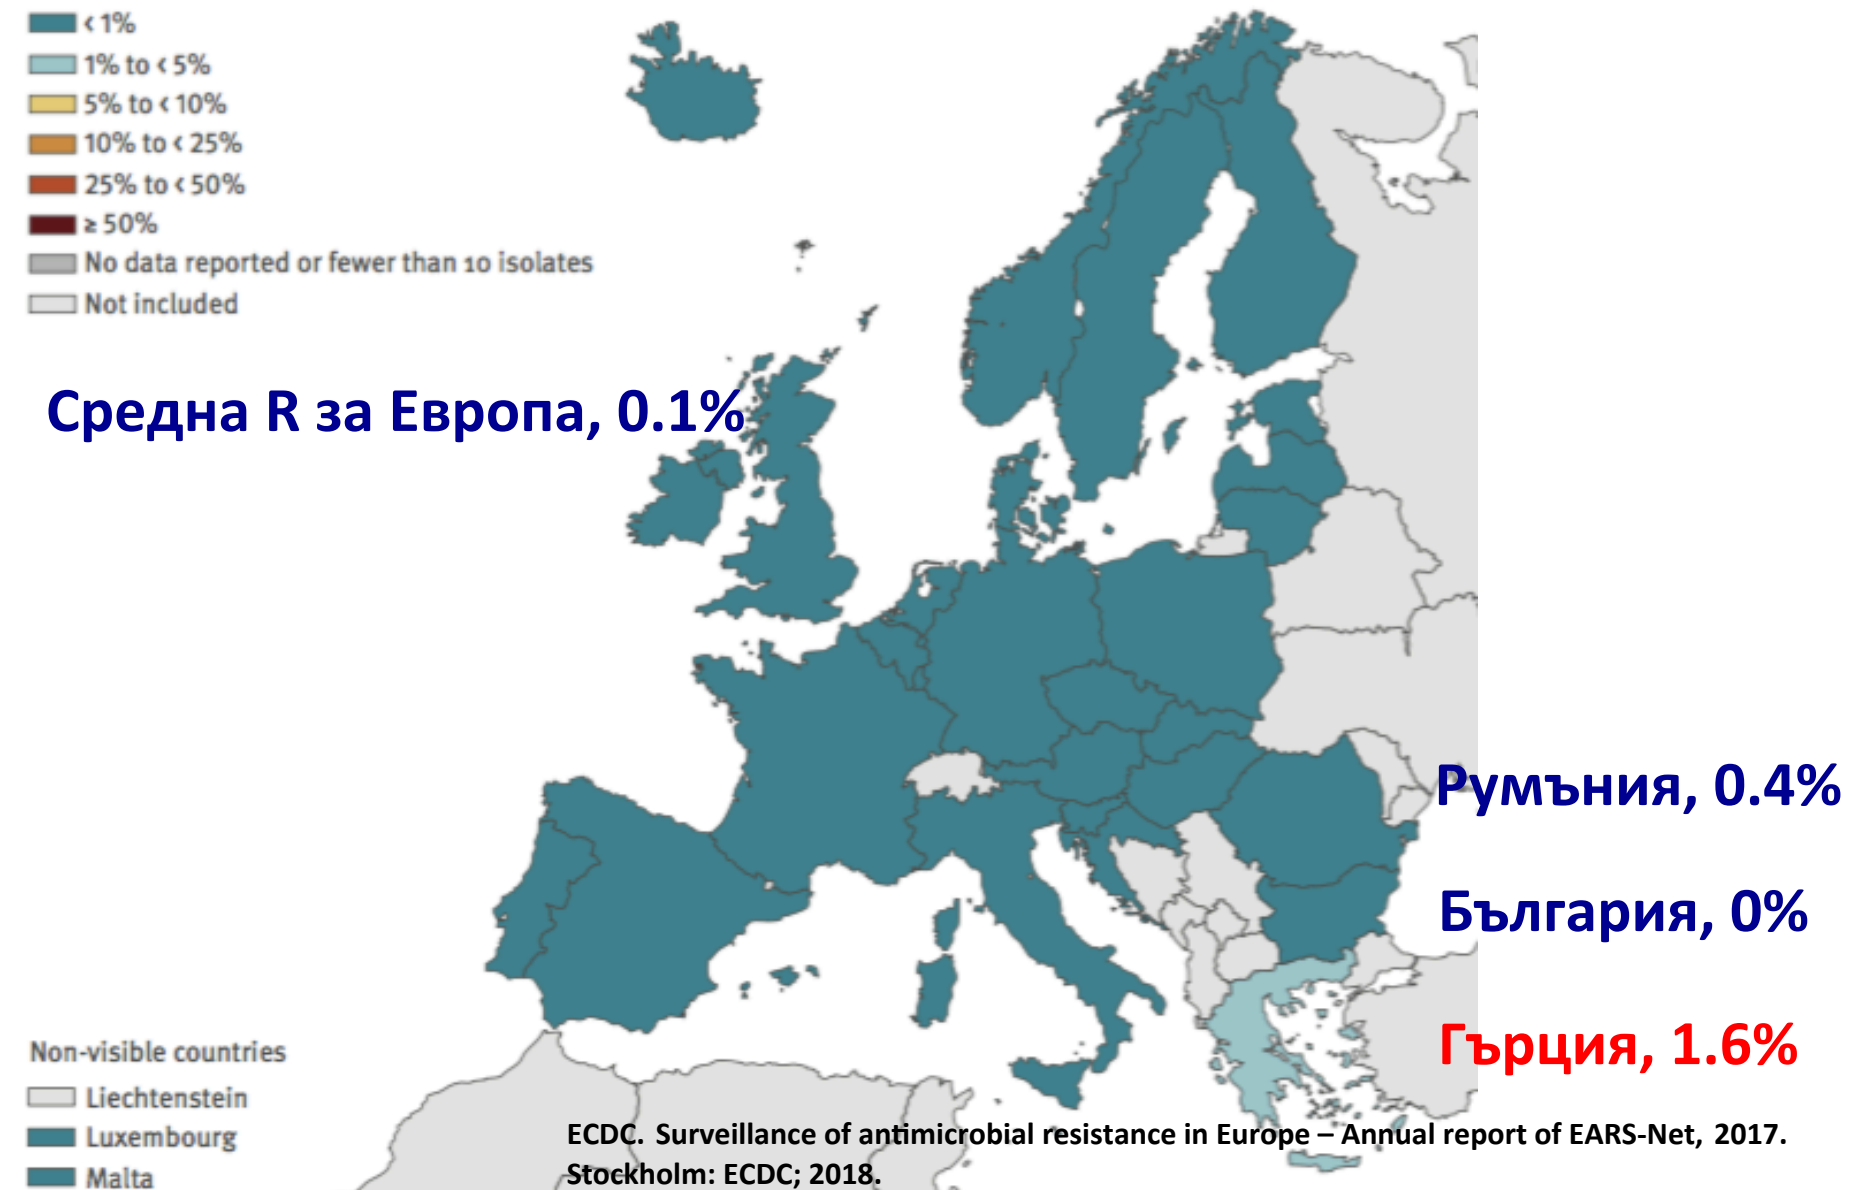 < 1%
1% to < 5%
5% to < 10%
10% to < 25%
25% to < 50%
≥ 50%
No data reported or fewer than 10 isolates
Not included
Средна R за Европа, 0.1%
Румъния, 0.4%
България, 0%
Гърция, 1.6%
Non-visible countries
Liechtenstein
Luxembourg
Malta
ECDC. Surveillance of antimicrobial resistance in Europe – Annual report of EARS-Net, 2017.
Stockholm: ECDC; 2018.